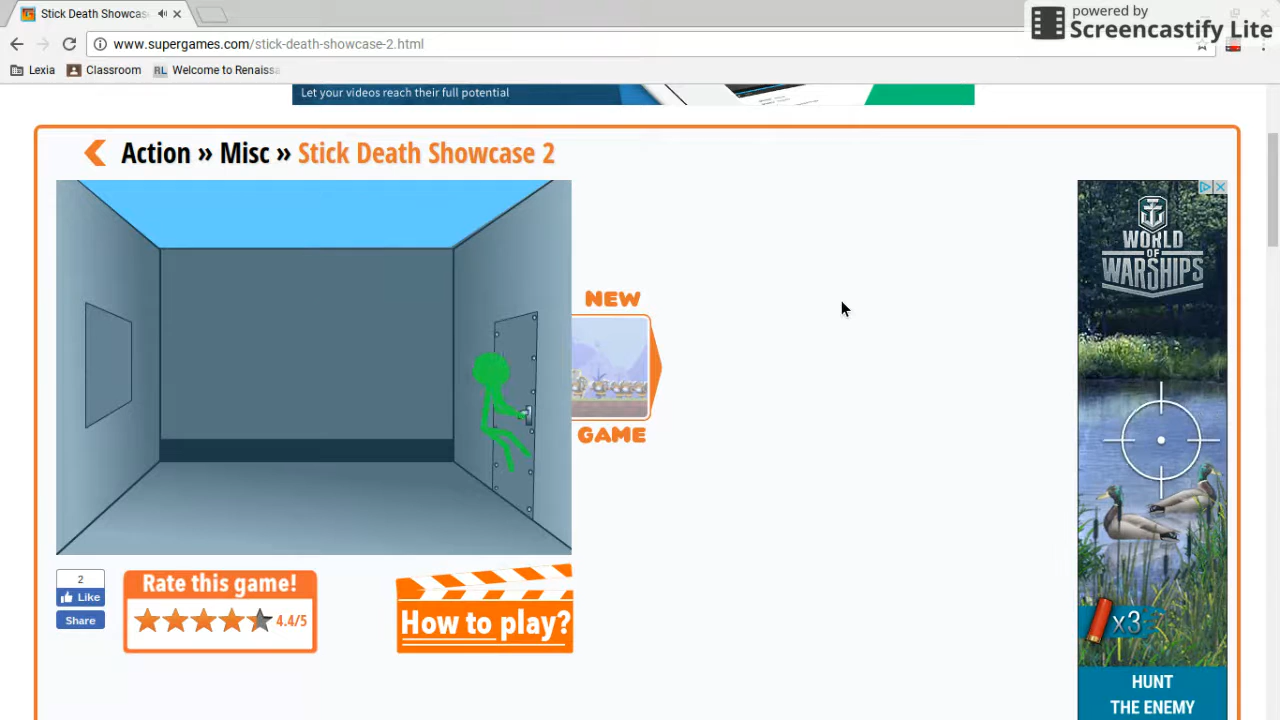 Stick Death Showcas
powered by
Screencastify Lite
www.supergames.com/stick-death-showcase-2.html
Lexia
Classroom
RL Welcome to Renaissa
Let your videos reach their full potential
Action » Misc » Stick Death Showcase 2
NEW
GAME
WORLD
OF
WARSHIPS
x3
HUNT
THE ENEMY
2
Like
Share
Rate this game!
4.4/5
How to play?